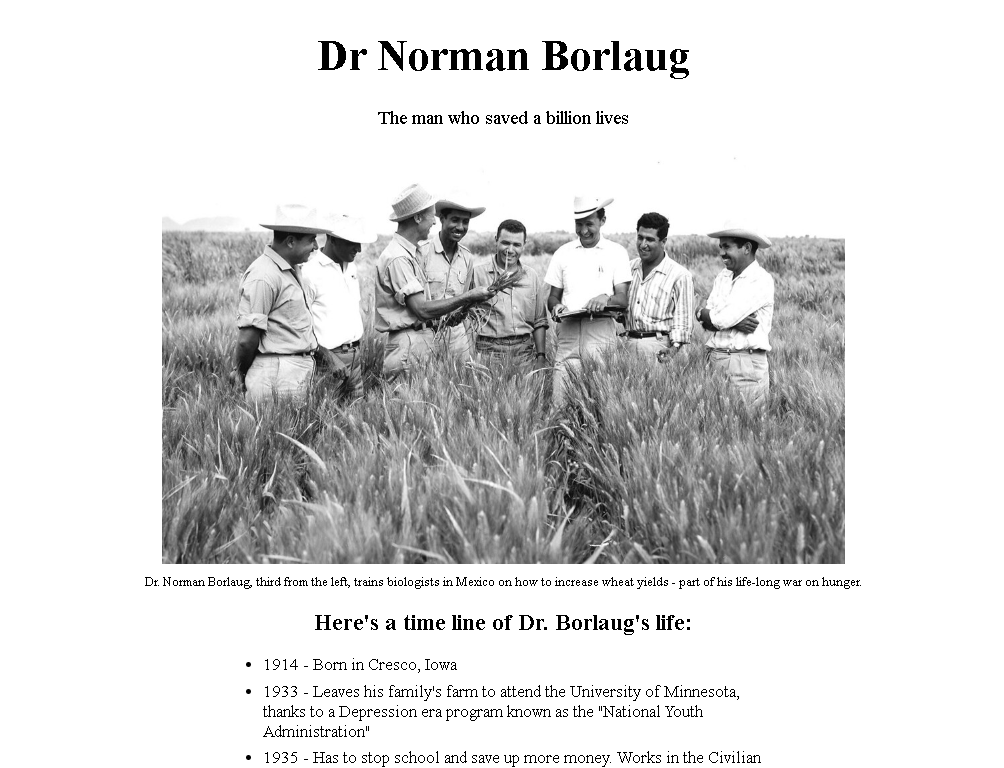 Dr Norman Borlaug
The man who saved a billion lives
Dr. Norman Borlaug, third from the left, trains biologists in Mexico on how to increase wheat yields - part of his life-long war on hunger.
Here's a time line of Dr. Borlaug's life:
• 1914 - Born in Cresco, Iowa
• 1933 - Leaves his family's farm to attend the University of Minnesota,
thanks to a Depression era program known as the "National Youth
Administration"
• 1935 - Has to stop school and save up more money. Works in the Civilian